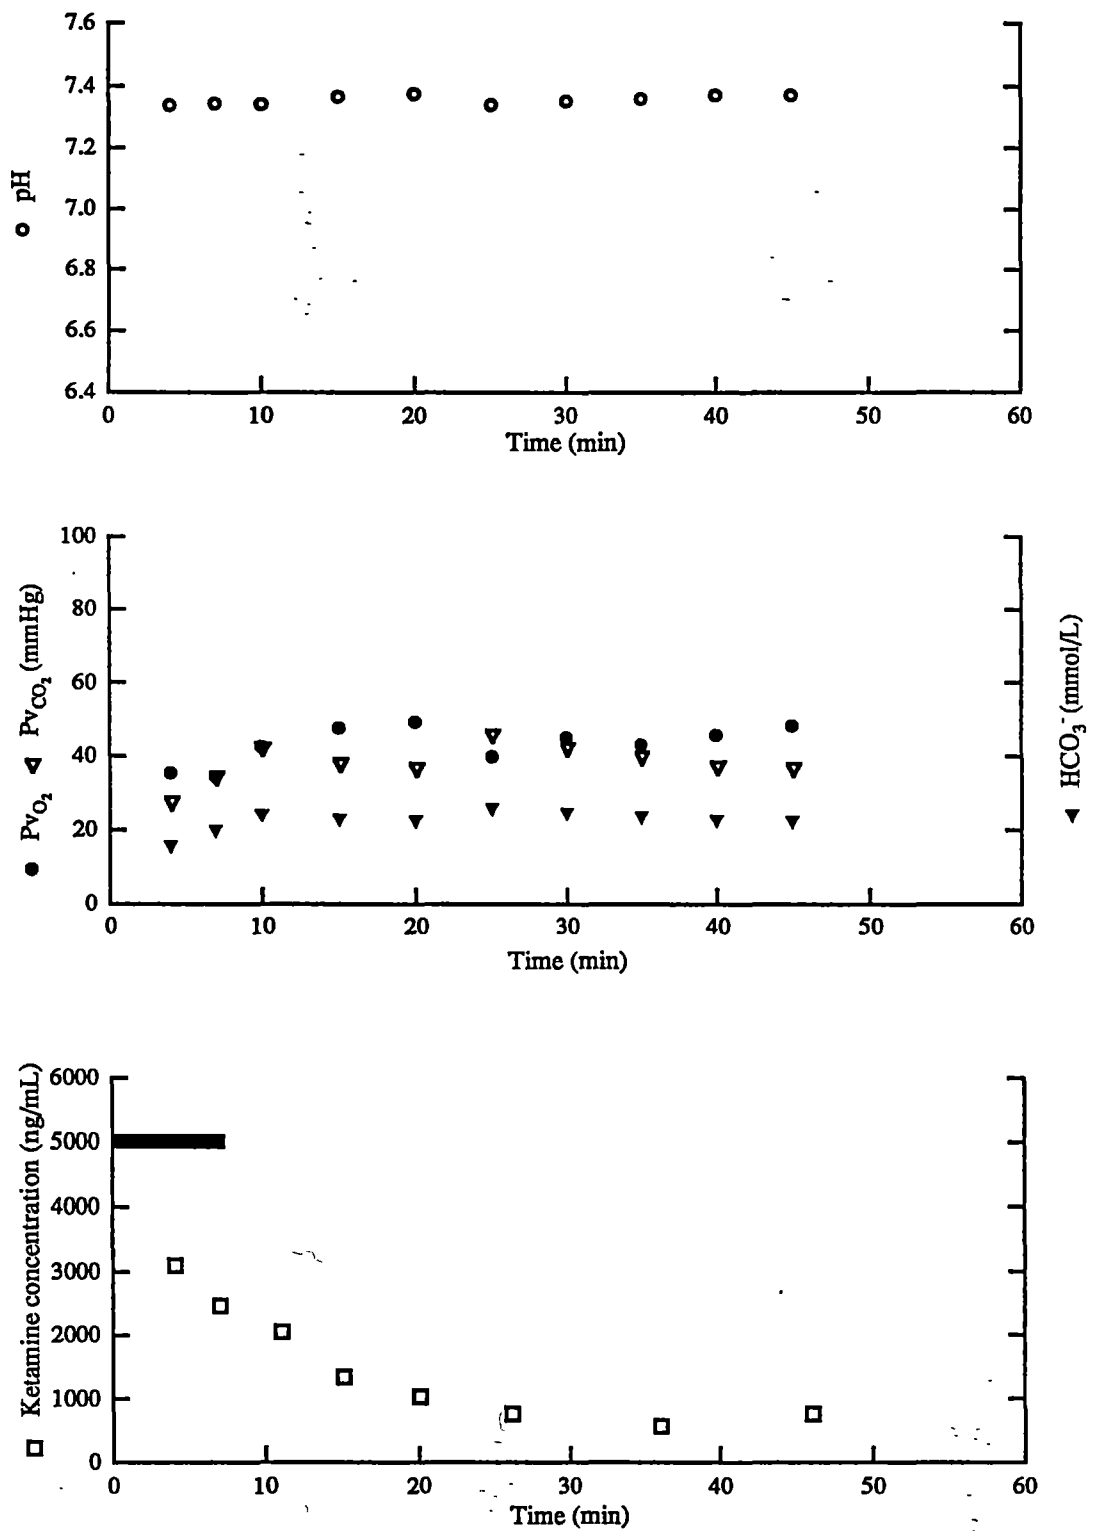 7.6
7.4
7.2
7.0
6.8
6.6
6.4
pH
0 10 20 30 40 50 60
Time (min)
100
80
60
40
20
0
PvO₂ PvCO₂ (mmHg)
HCO₃⁻ (mmol/L)
0 10 20 30 40 50 60
Time (min)
6000
5000
4000
3000
2000
1000
0
Ketamine concentration (ng/mL)
0 10 20 30 40 50 60
Time (min)